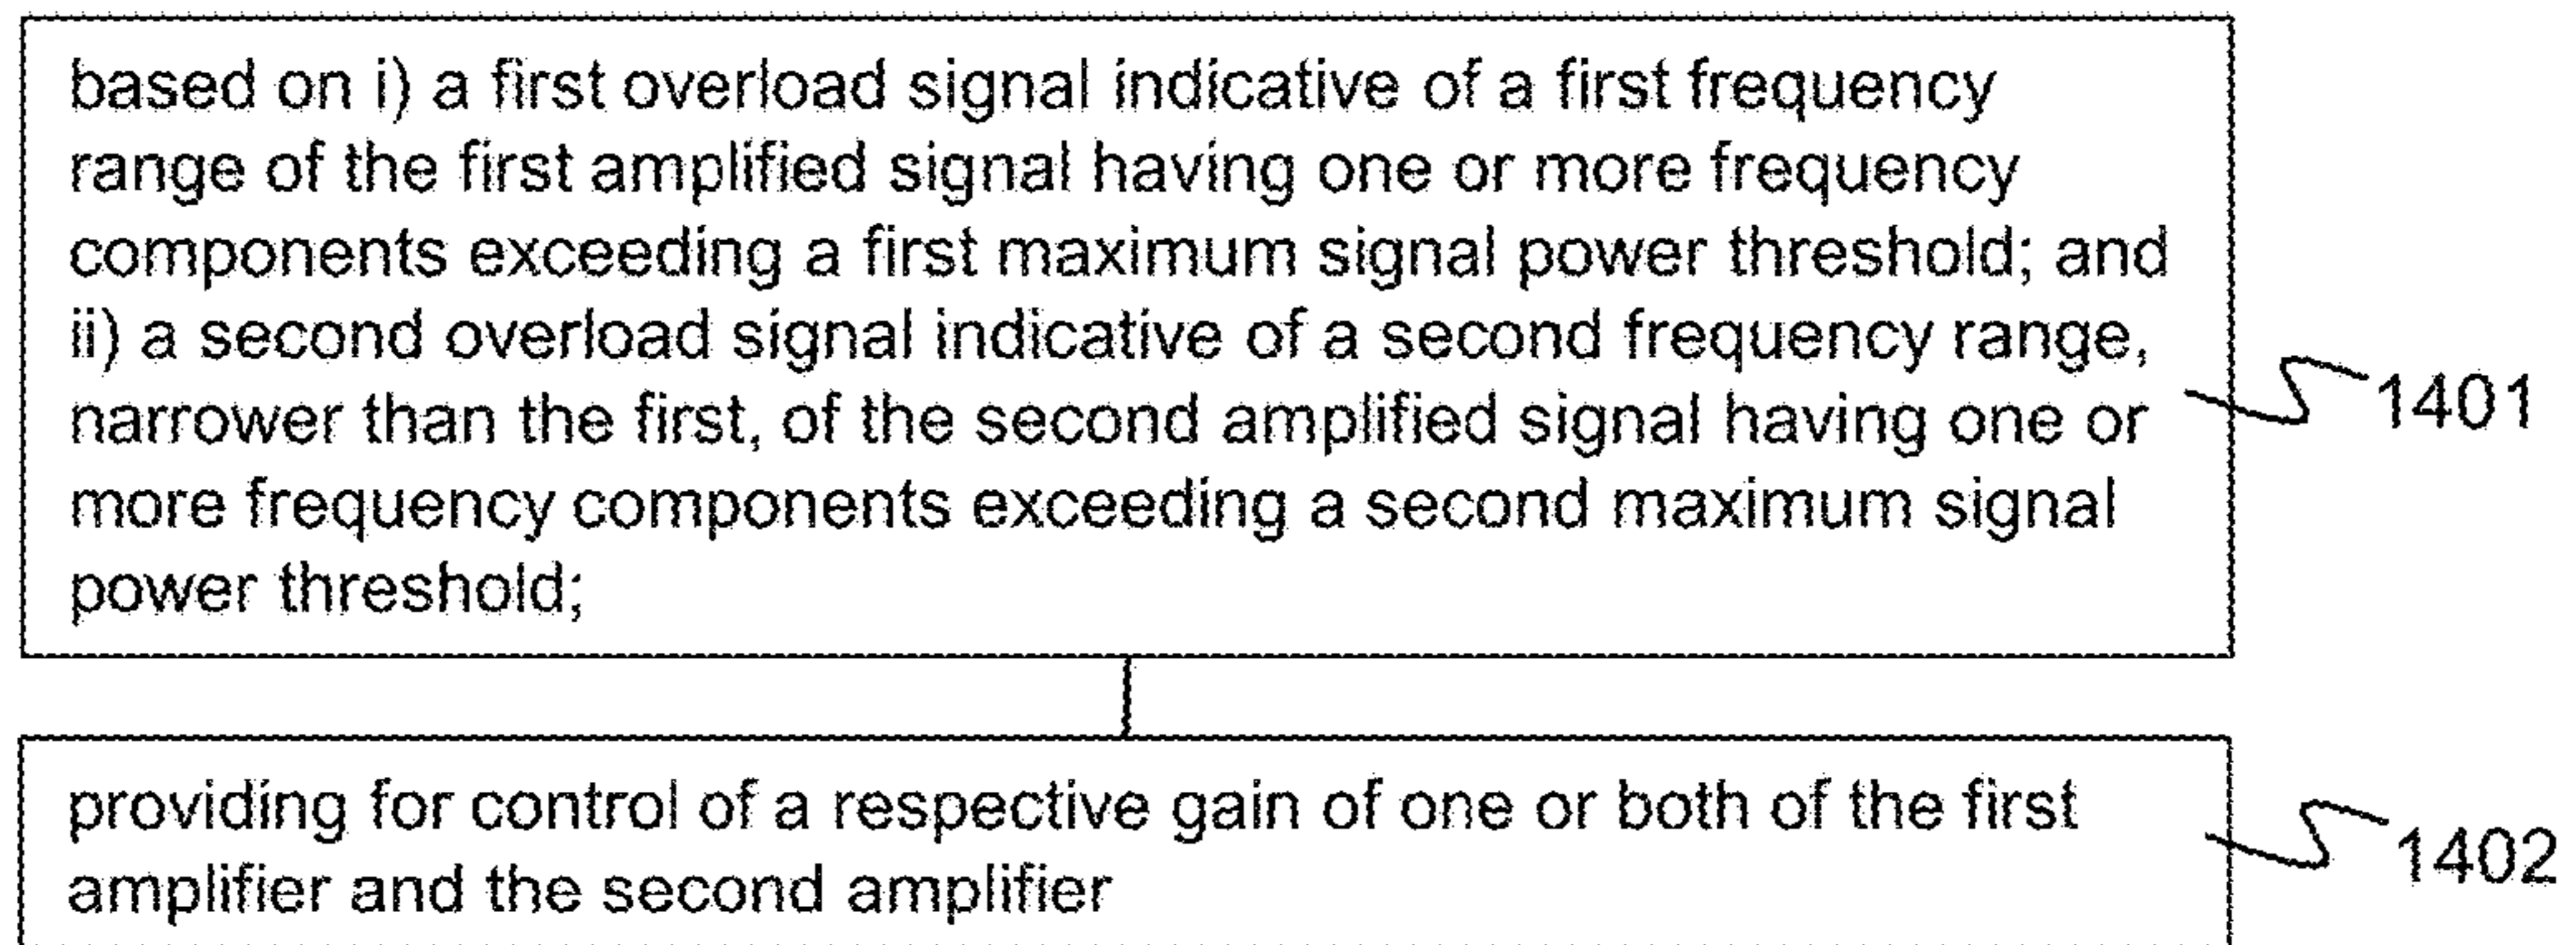 based on i) a first overload signal indicative of a first frequency
range of the first amplified signal having one or more frequency
components exceeding a first maximum signal power threshold; and
ii) a second overload signal indicative of a second frequency range,
narrower than the first, of the second amplified signal having one or
more frequency components exceeding a second maximum signal
power threshold;
1401
providing for control of a respective gain of one or both of the first
amplifier and the second amplifier
1402